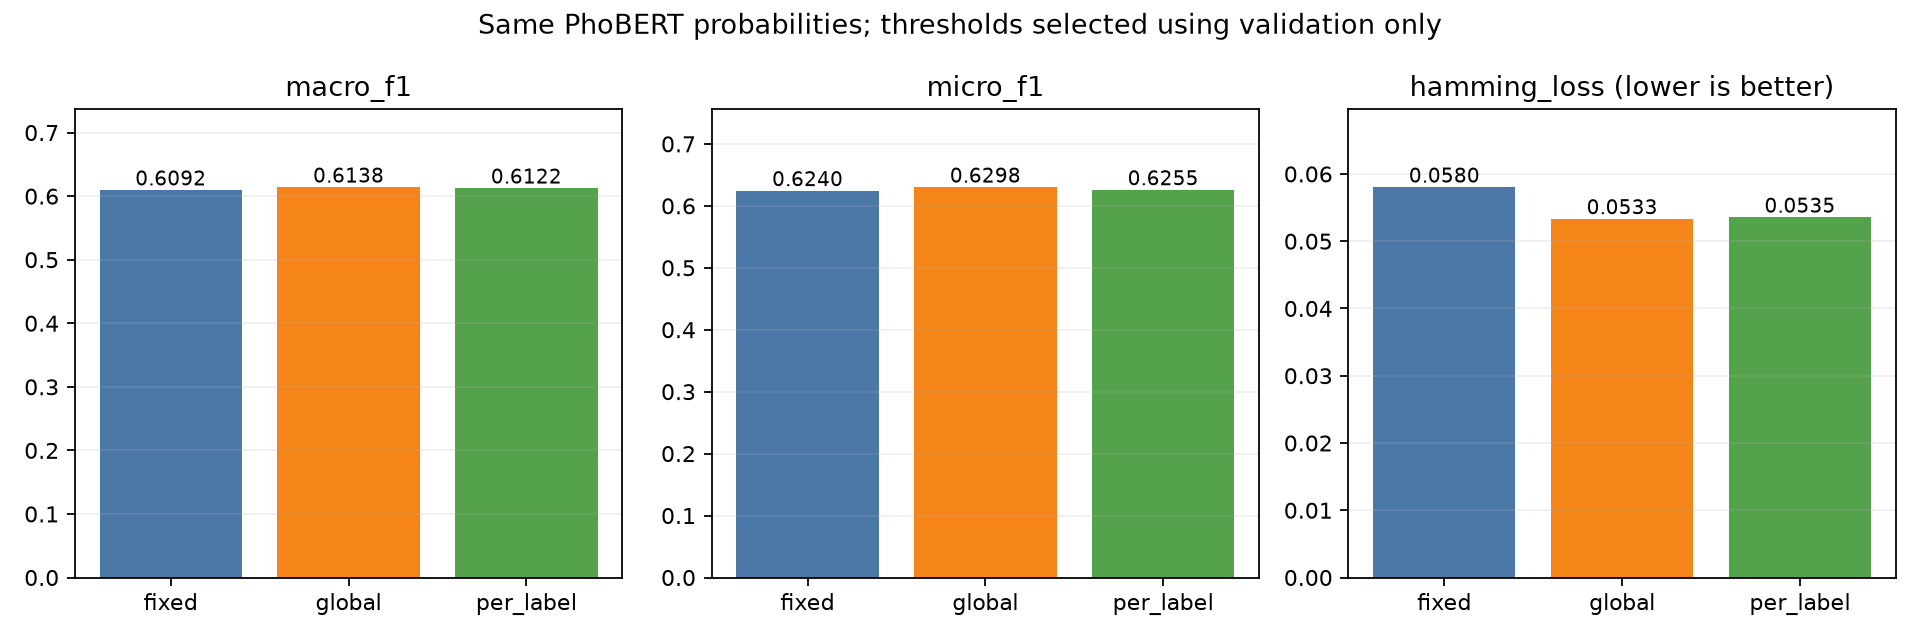 Same PhoBERT probabilities; thresholds selected using validation only
macro_f1
0.7
0.6
0.5
0.4
0.3
0.2
0.1
0.0
0.6092
0.6138
0.6122
fixed
global
per_label
micro_f1
0.7
0.6
0.5
0.4
0.3
0.2
0.1
0.0
0.6240
0.6298
0.6255
fixed
global
per_label
hamming_loss (lower is better)
0.06
0.05
0.04
0.03
0.02
0.01
0.00
0.0580
0.0533
0.0535
fixed
global
per_label